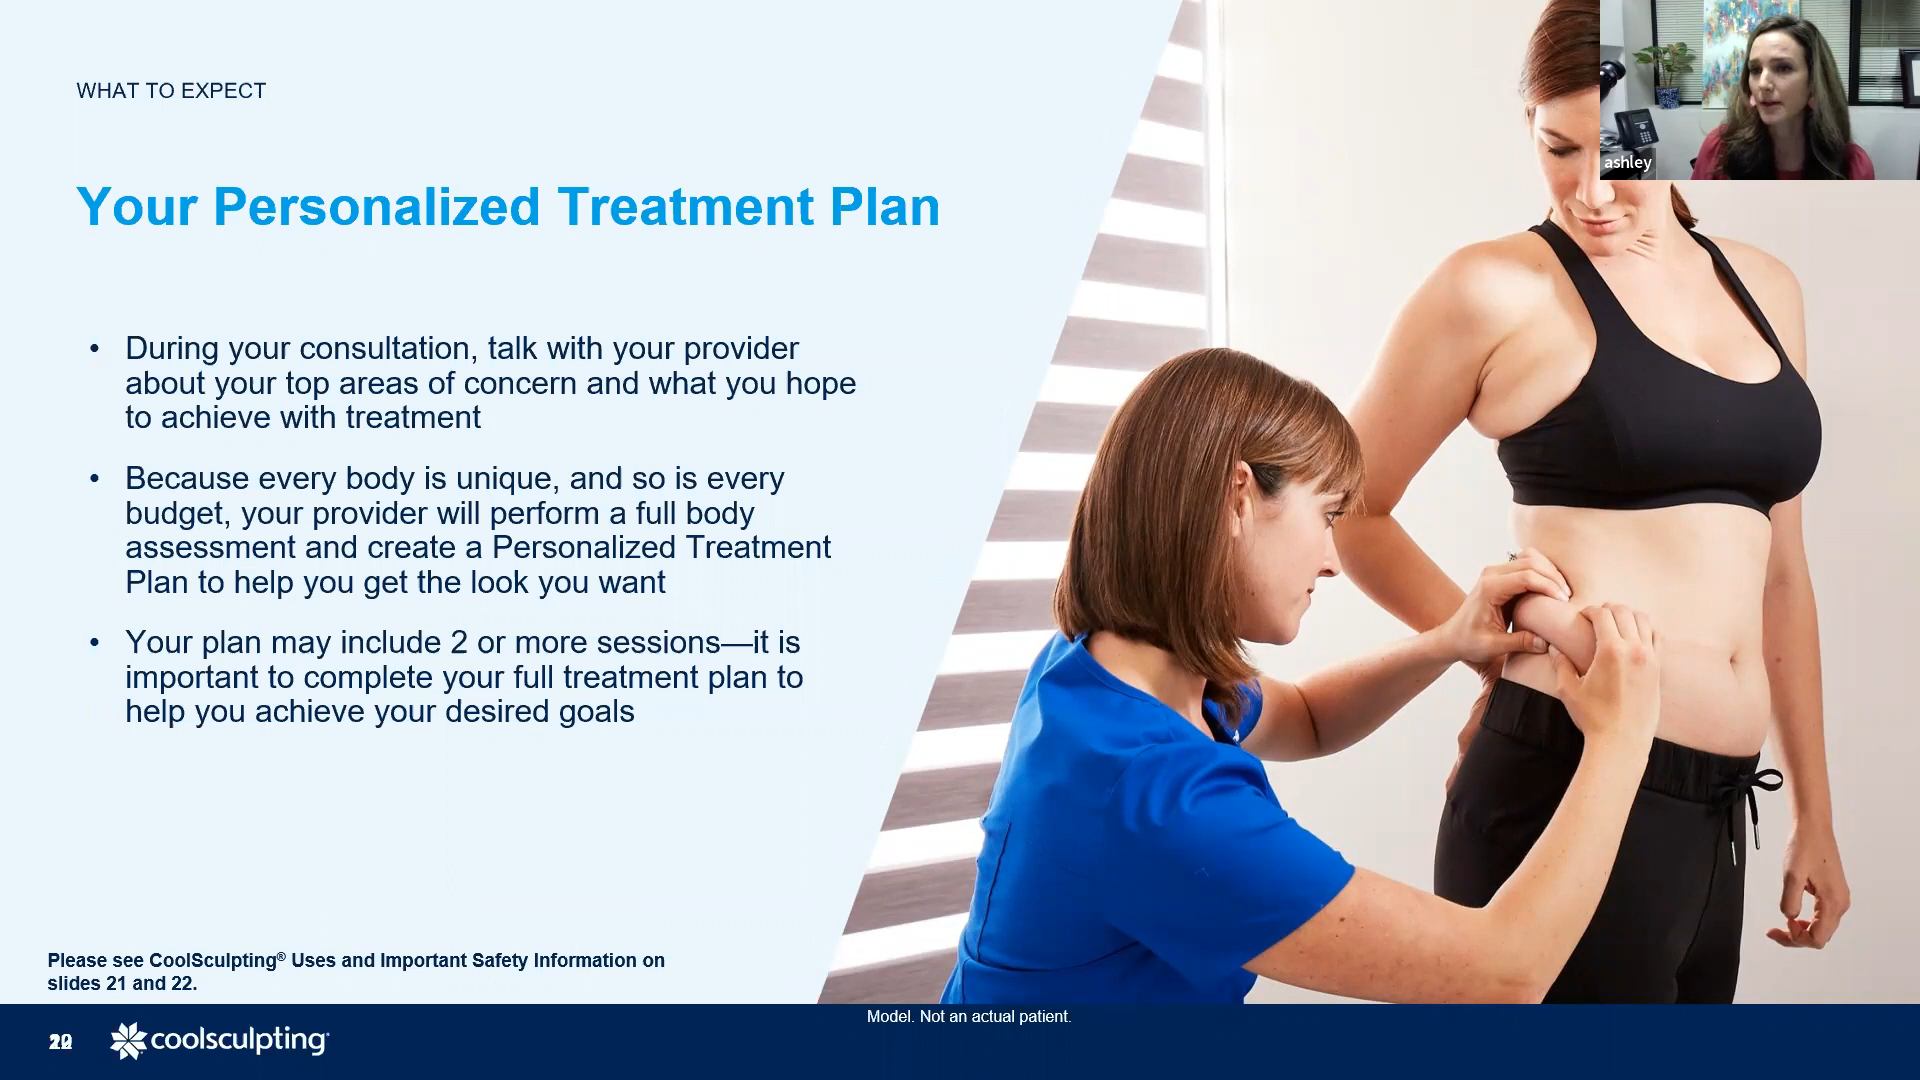 WHAT TO EXPECT
Your Personalized Treatment Plan
• During your consultation, talk with your provider
about your top areas of concern and what you hope
to achieve with treatment
• Because every body is unique, and so is every
budget, your provider will perform a full body
assessment and create a Personalized Treatment
Plan to help you get the look you want
• Your plan may include 2 or more sessions—it is
important to complete your full treatment plan to
help you achieve your desired goals
Please see CoolSculpting® Uses and Important Safety Information on
slides 21 and 22.
Model. Not an actual patient.
coolsculpting®
ashley